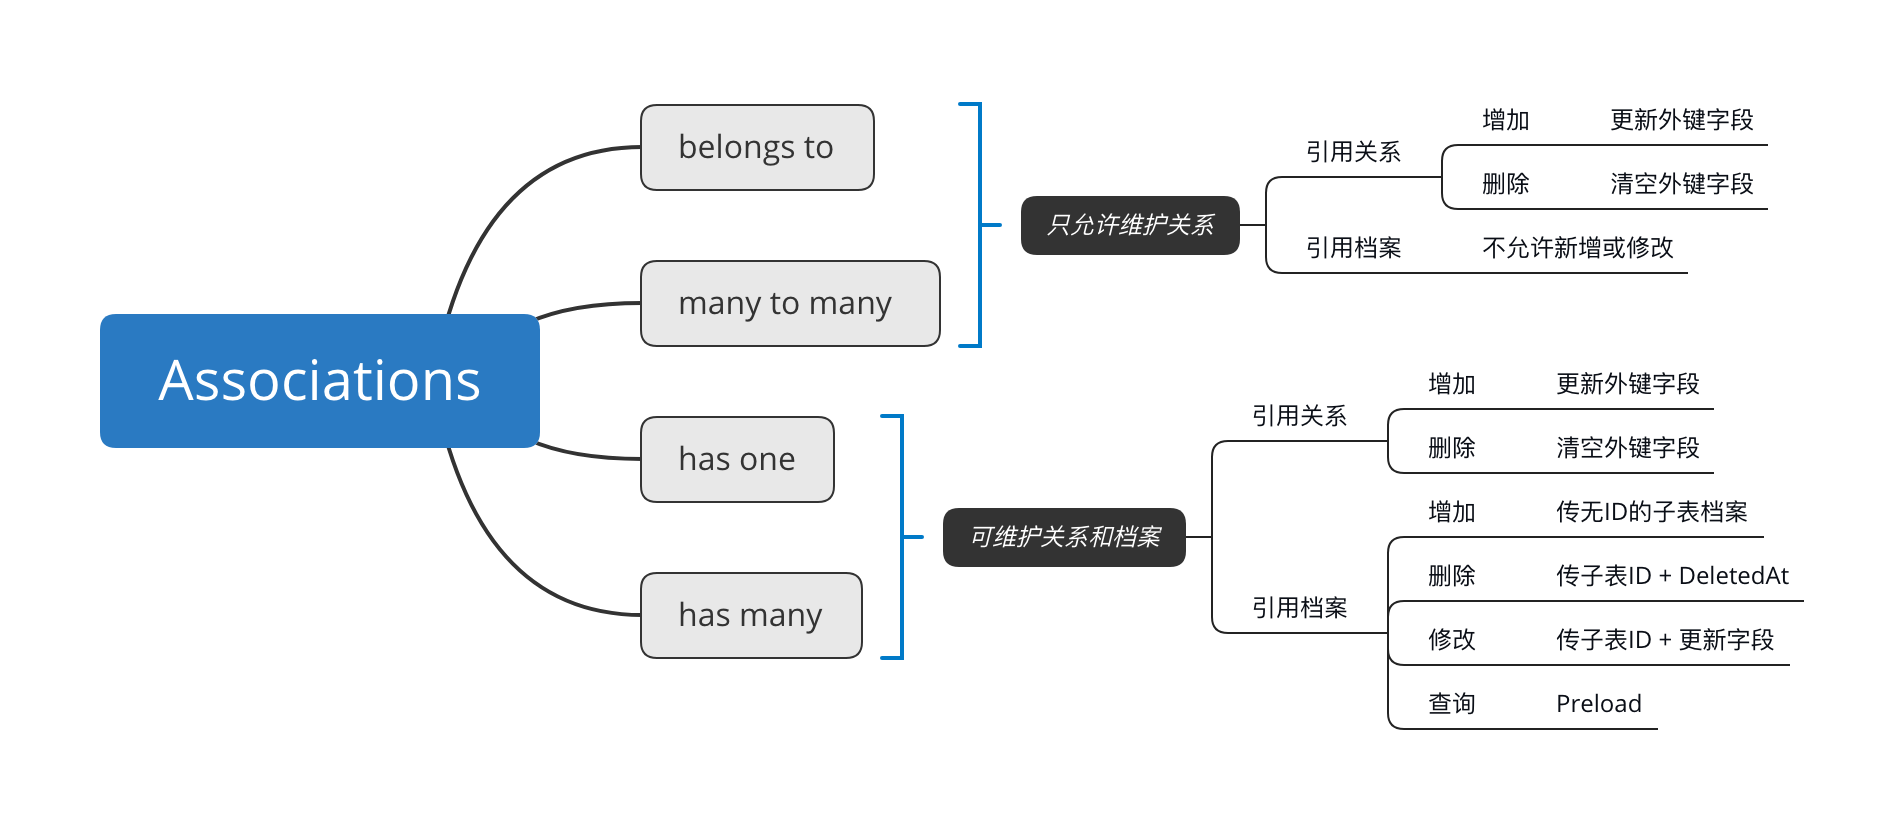 Associations
belongs to
many to many
只允许维护关系
引用关系
增加 更新外键字段
删除 清空外键字段
引用档案 不允许新增或修改
has one
has many
可维护关系和档案
引用关系
增加 更新外键字段
删除 清空外键字段
引用档案
增加 传无ID的子表档案
删除 传子表ID + DeletedAt
修改 传子表ID + 更新字段
查询 Preload